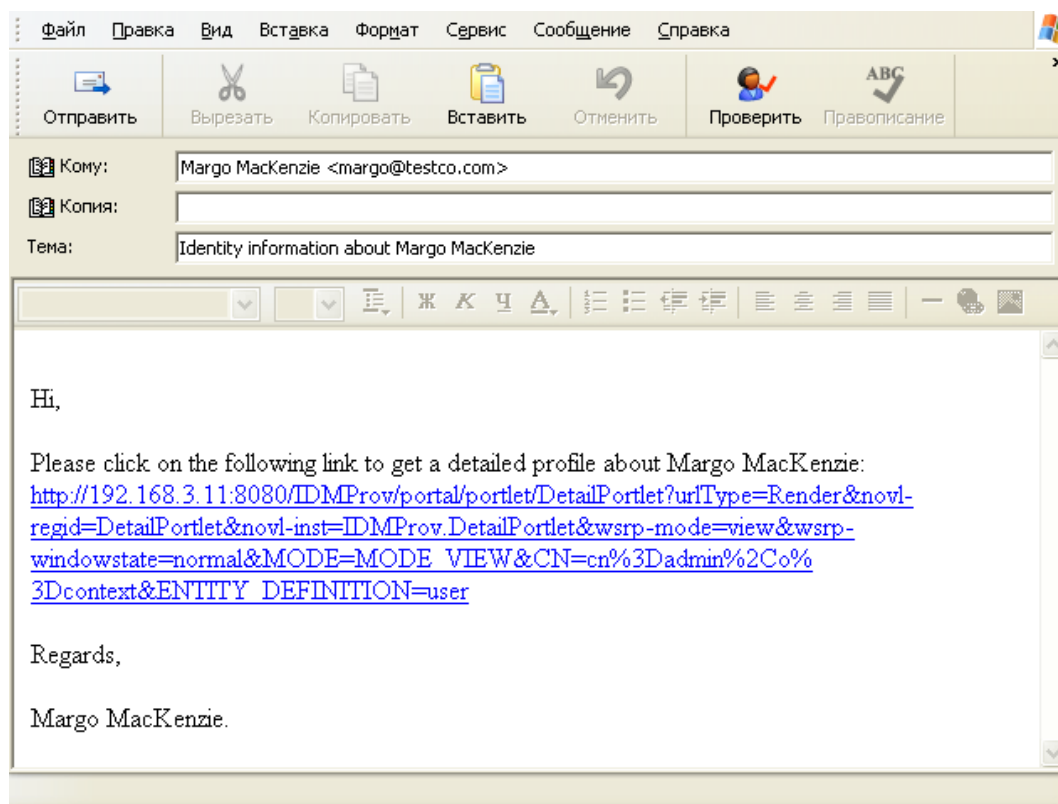 Файл Правка Вид Вставка Формат Сервис Сообщение Справка
Отправить Вырезать Копировать Вставить Отменить Проверить Правописание
ABC
Кому: Margo MacKenzie <margo@testco.com>
Копия:
Тема: Identity information about Margo MacKenzie
Ж К Ч A
Hi,
Please click on the following link to get a detailed profile about Margo MacKenzie:
http://192.168.3.11:8080/IDMProv/portal/portlet/DetailPortlet?urlType=Render&novl-
regid=DetailPortlet&novl-inst=IDMProv.DetailPortlet&wsrp-mode=view&wsrp-
windowstate=normal&MODE=MODE_VIEW&CN=cn%3Dadmin%2Co%
3Dcontext&ENTITY_DEFINITION=user
Regards,
Margo MacKenzie.